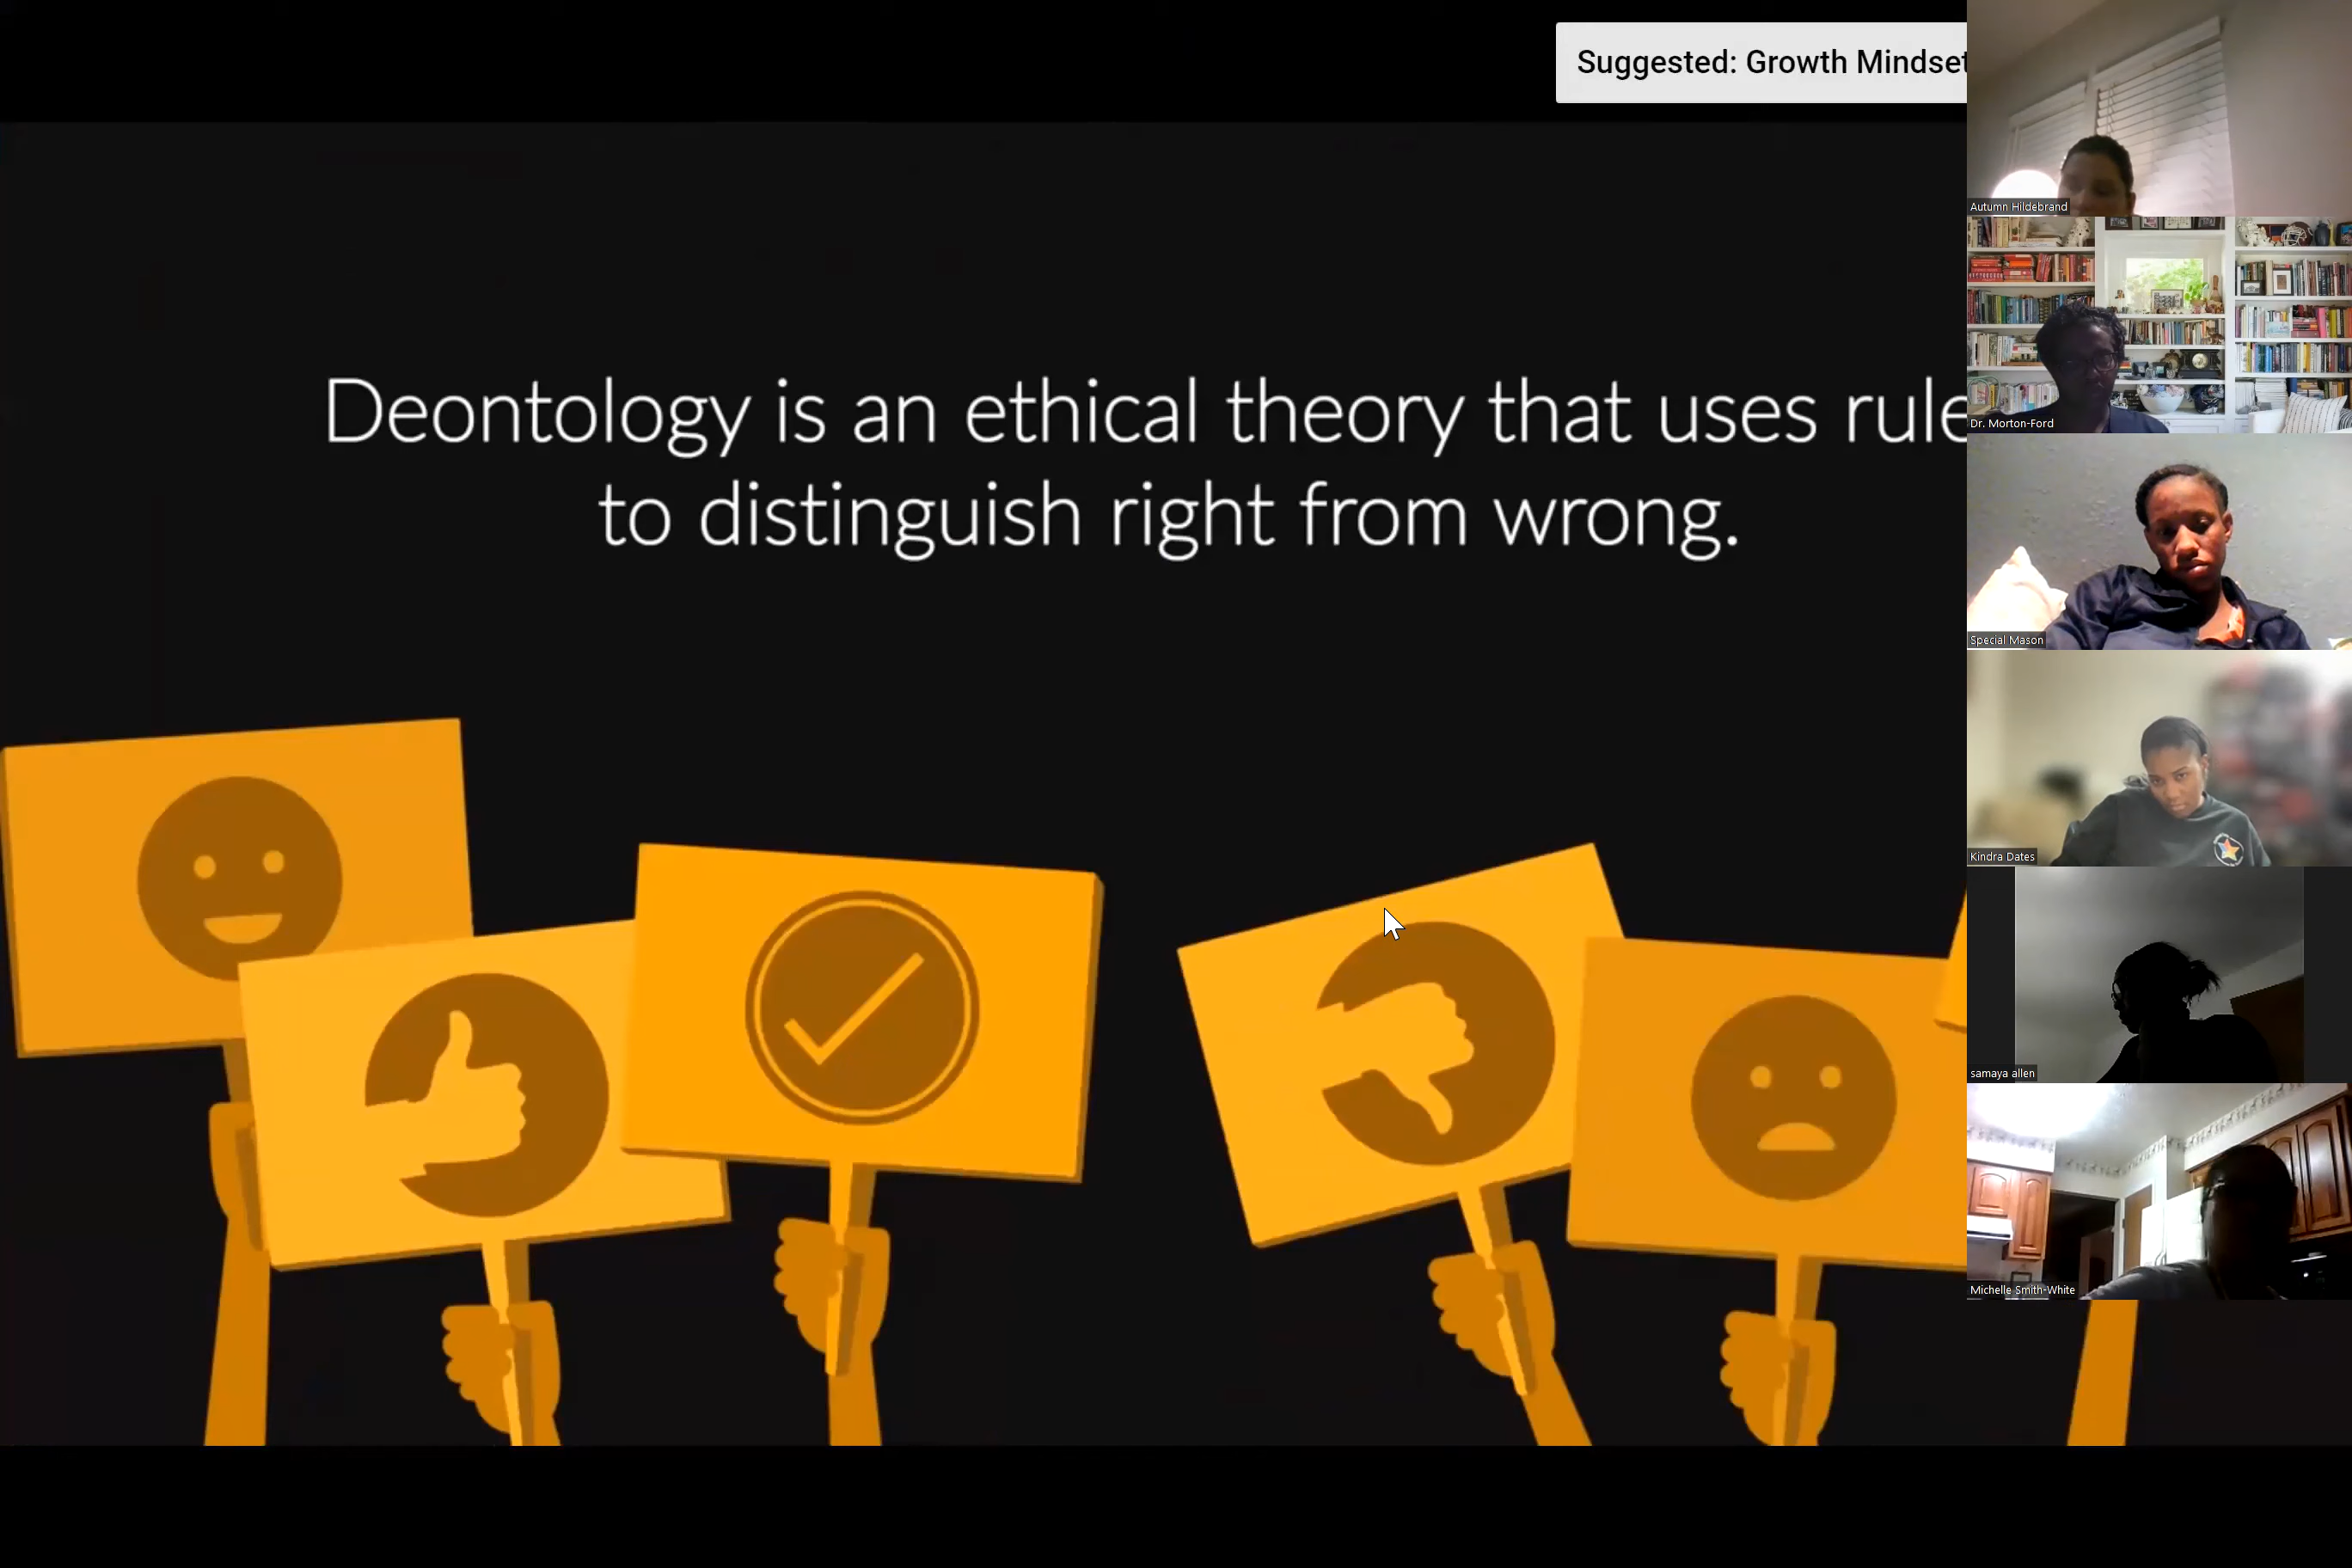 Suggested: Growth Mindset
Deontology is an ethical theory that uses rule
to distinguish right from wrong.
Autumn Hildebrand
Dr. Morton-Ford
Special Mason
Kindra Dates
samaya allen
Michelle Smith-White